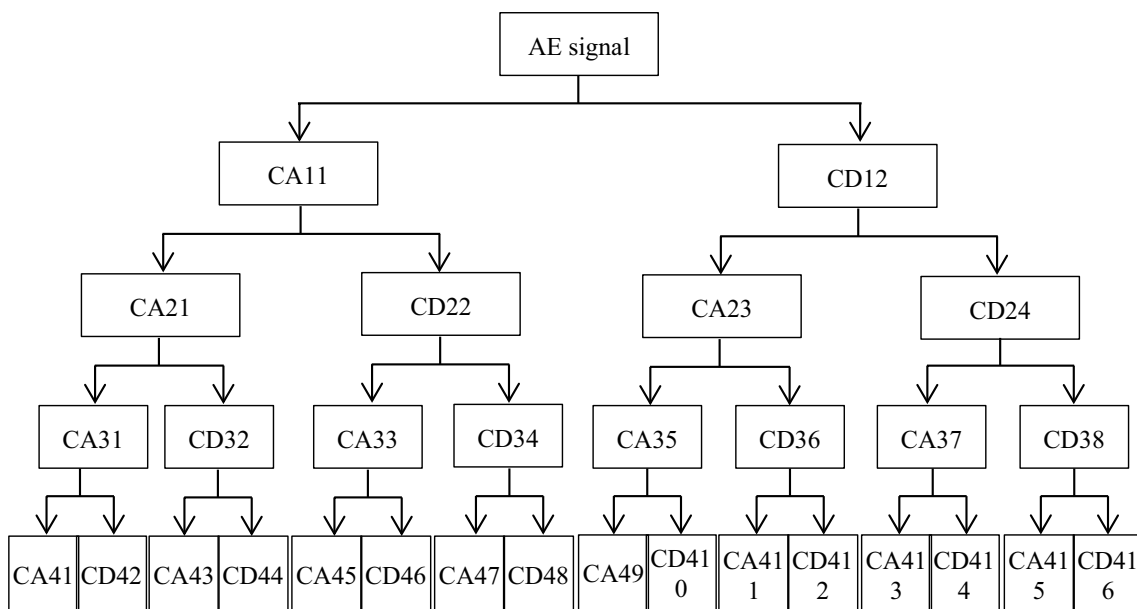 AE signal
CA11
CD12
CA21
CD22
CA23
CD24
CA31
CD32
CA33
CD34
CA35
CD36
CA37
CD38
CA41
CD42
CA43
CD44
CA45
CD46
CA47
CD48
CA49
CD41
0
CA41
1
CD41
2
CA41
3
CD41
4
CA41
5
CD41
6